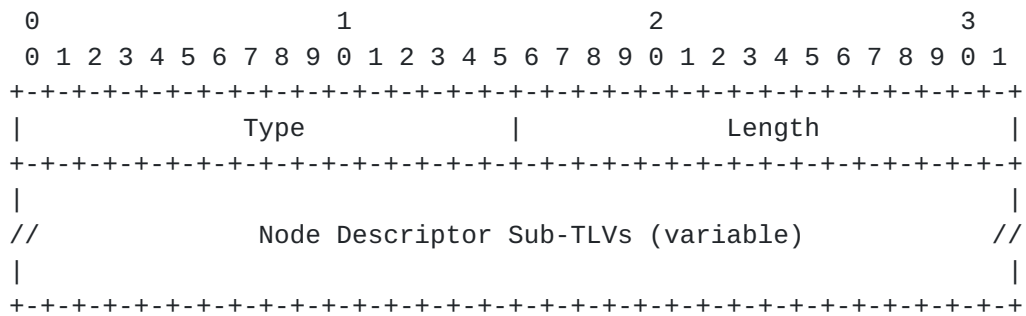 0                   1                   2                   3
 0 1 2 3 4 5 6 7 8 9 0 1 2 3 4 5 6 7 8 9 0 1 2 3 4 5 6 7 8 9 0 1
+-+-+-+-+-+-+-+-+-+-+-+-+-+-+-+-+-+-+-+-+-+-+-+-+-+-+-+-+-+-+-+-+
|              Type             |             Length            |
+-+-+-+-+-+-+-+-+-+-+-+-+-+-+-+-+-+-+-+-+-+-+-+-+-+-+-+-+-+-+-+-+
|                                                               |
//              Node Descriptor Sub-TLVs (variable)            //
|                                                               |
+-+-+-+-+-+-+-+-+-+-+-+-+-+-+-+-+-+-+-+-+-+-+-+-+-+-+-+-+-+-+-+-+